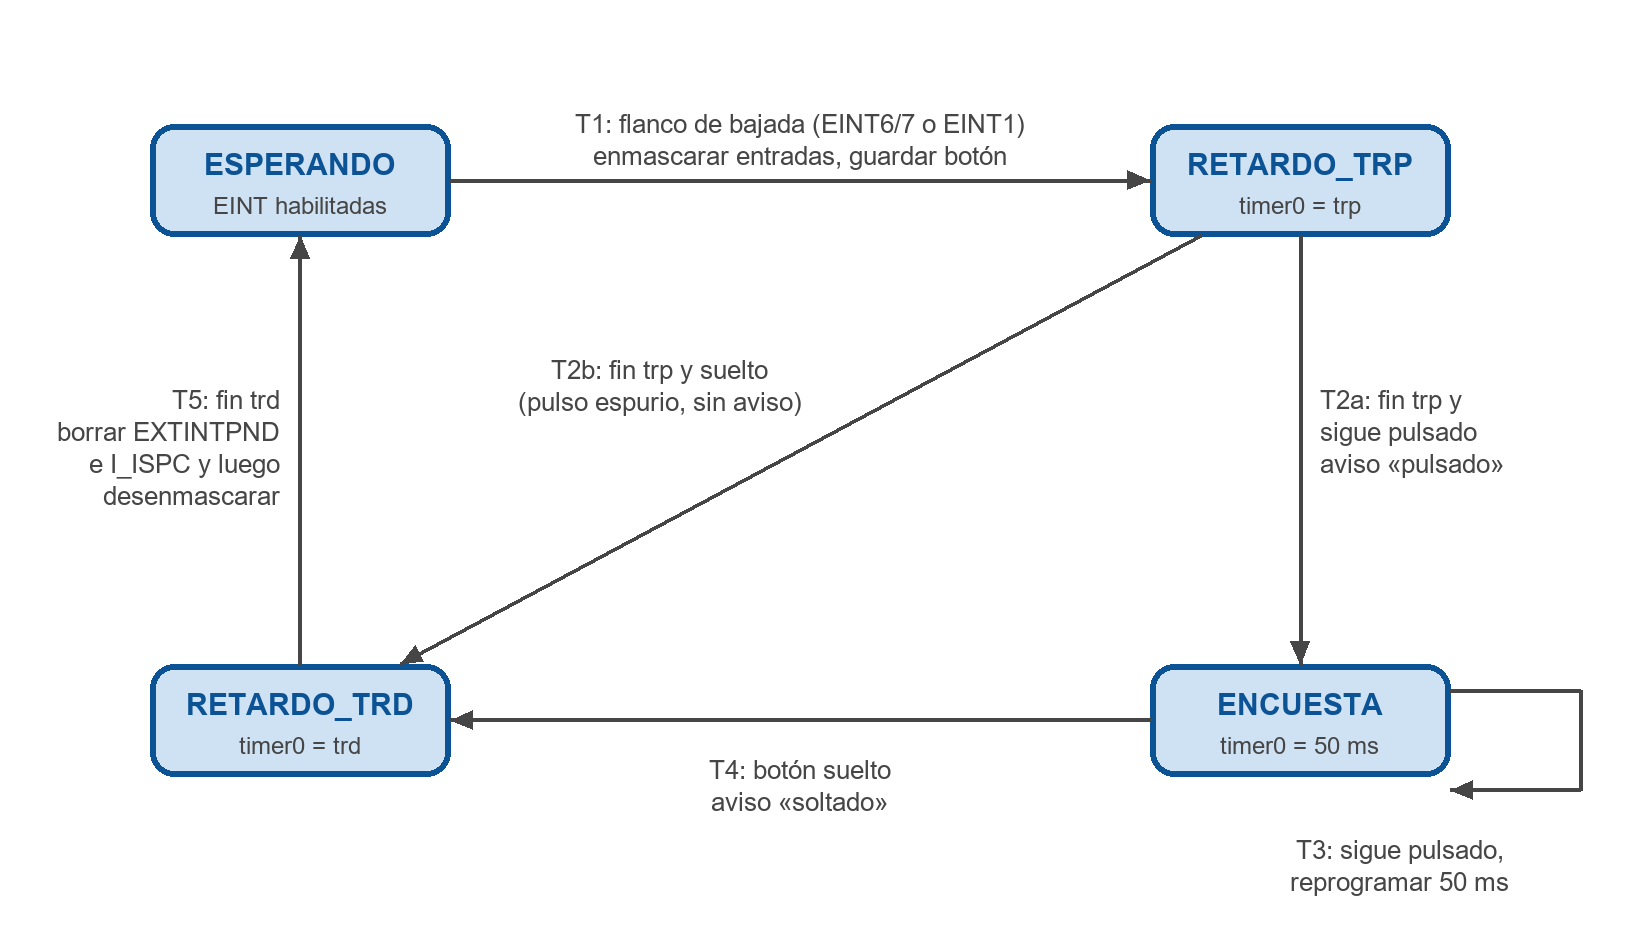 T1: flanco de bajada (EINT6/7 o EINT1)
enmascarar entradas, guardar botón
ESPERANDO
EINT habilitadas
RETARDO_TRP
timer0 = trp
T2b: fin trp y suelto
(pulso espurio, sin aviso)
T5: fin trd
borrar EXTINTPND
e I_ISPC y luego
desenmascarar
T2a: fin trp y
sigue pulsado
aviso «pulsado»
RETARDO_TRD
timer0 = trd
ENCUESTA
timer0 = 50 ms
T4: botón suelto
aviso «soltado»
T3: sigue pulsado,
reprogramar 50 ms